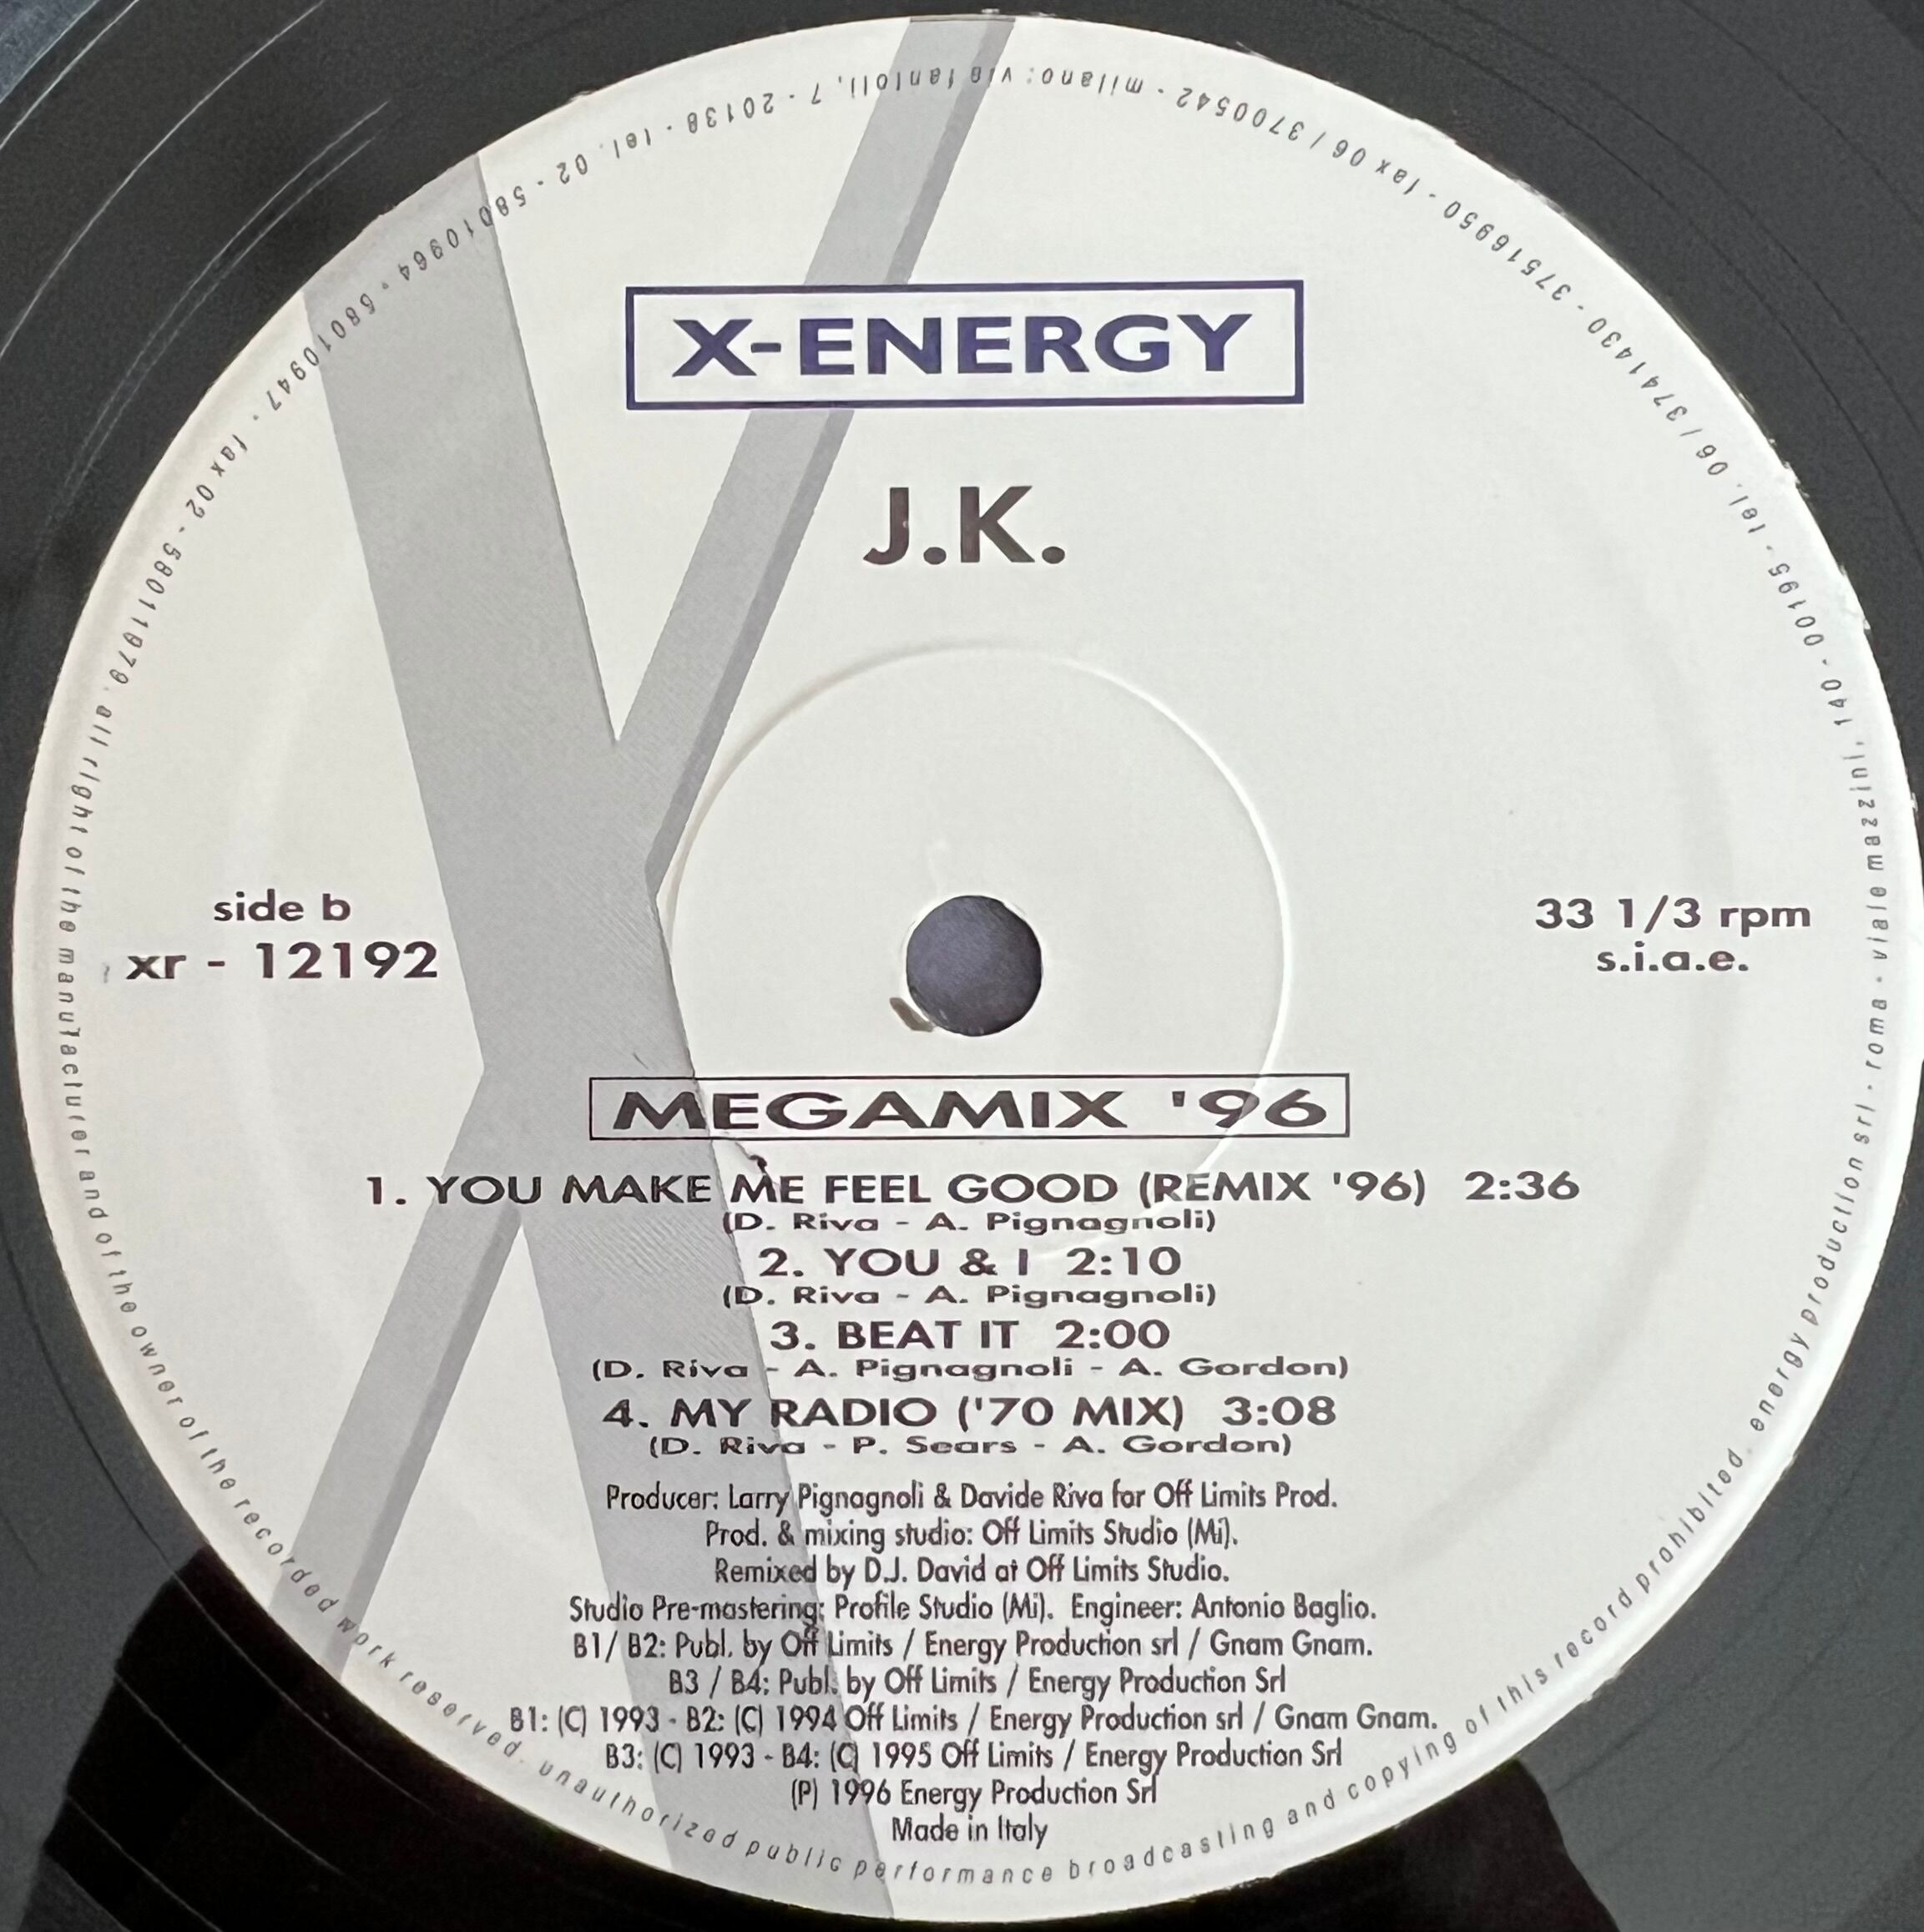 X-ENERGY
J.K.
side b
xr - 12192
33 1/3 rpm
s.i.a.e.
MEGAMIX '96
1. YOU MAKE ME FEEL GOOD (REMIX '96) 2:36
(D. Riva - A. Pignagnoli)
2. YOU & I 2:10
(D. Riva - A. Pignagnoli)
3. BEAT IT 2:00
(D. Riva - A. Pignagnoli - A. Gordon)
4. MY RADIO ('70 MIX) 3:08
(D. Riva - P. Sears - A. Gordon)
Producer: Larry Pignagnoli & Davide Riva for Off Limits Prod.
Prod. & mixing studio: Off Limits Studio (Mi).
Remixed by D.J. David at Off Limits Studio.
Studio Pre-mastering: Profile Studio (Mi). Engineer: Antonio Baglio.
B1/ B2: Publ. by Off Limits / Energy Production srl / Gnam Gnam.
B3 / B4: Publ. by Off Limits / Energy Production Srl
B1: (C) 1993 - B2: (C) 1994 Off Limits / Energy Production srl / Gnam Gnam.
B3: (C) 1993 - B4: (C) 1995 Off Limits / Energy Production Srl
(P) 1996 Energy Production Srl
Made in Italy
all right of the manufacturer and of the owner of the recorded work reserved. unauthorized public performance broadcasting and copying of this record prohibited. energy production srl - roma - viale mazzini, 140 - 00195 - tel. 06 / 3741430 - 37516950 - fax 06 / 3700542 - milano: via fantoli, 7 - 20138 - tel. 02 - 58010964 - 58010947 - fax 02 - 58011979.